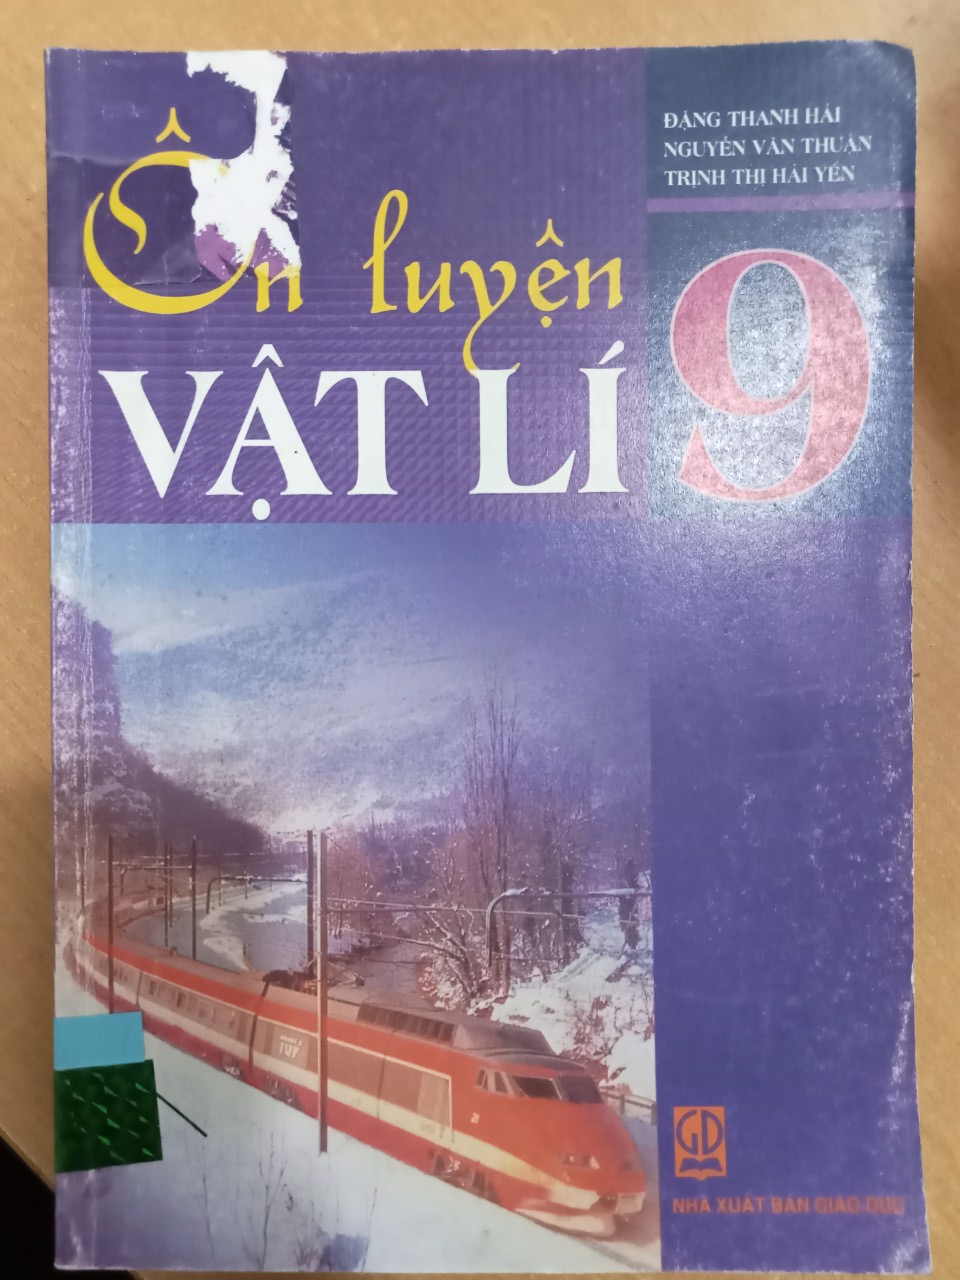 ĐẶNG THANH HẢI
NGUYỄN VĂN THUẬN
TRỊNH THỊ HẢI YẾN
Ôn luyện
VẬT LÍ 9
GD
NHÀ XUẤT BẢN GIÁO DỤC